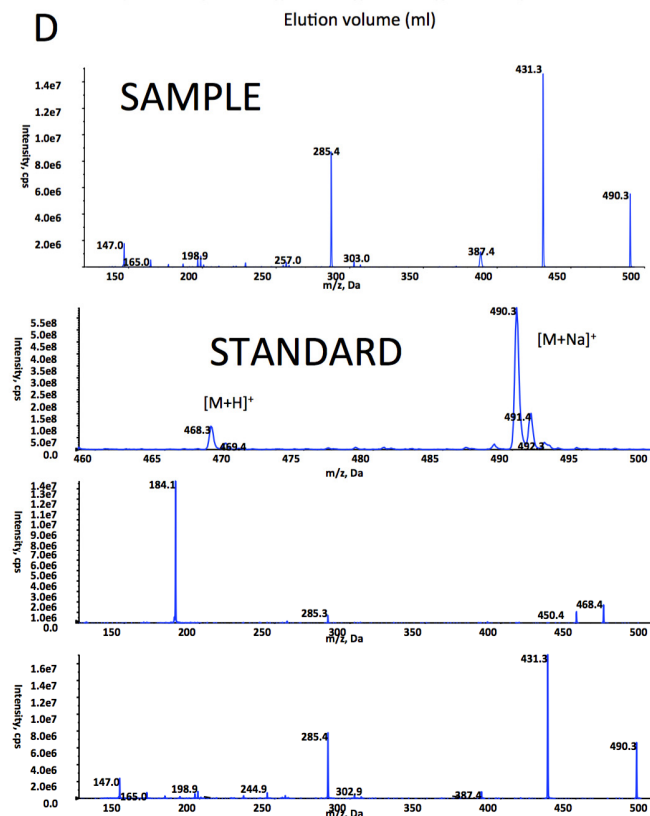 D
Elution volume (ml)
SAMPLE
Intensity, cps
1.4e7
1.2e7
1.0e7
8.0e6
6.0e6
4.0e6
2.0e6
147.0
165.0
198.9
257.0
285.4
303.0
387.4
431.3
490.3
150 200 250 300 350 400 450 500
m/z, Da
STANDARD
Intensity, cps
5.5e8
5.0e8
4.5e8
4.0e8
3.5e8
3.0e8
2.5e8
2.0e8
1.5e8
1.0e8
5.0e7
0.0
[M+H]+
468.3
469.4
490.3
[M+Na]+
491.4
492.3
460 465 470 475 480 485 490 495 500
m/z, Da
Intensity, cps
1.4e7
1.3e7
1.2e7
1.1e7
1.0e7
9.0e6
8.0e6
7.0e6
6.0e6
5.0e6
4.0e6
3.0e6
2.0e6
1.0e6
0.0
184.1
285.3
450.4
468.4
150 200 250 300 350 400 450 500
m/z, Da
Intensity, cps
1.6e7
1.4e7
1.2e7
1.0e7
8.0e6
6.0e6
4.0e6
2.0e6
0.0
147.0
165.0
198.9
244.9
285.4
302.9
387.4
431.3
490.3
150 200 250 300 350 400 450 500
m/z, Da